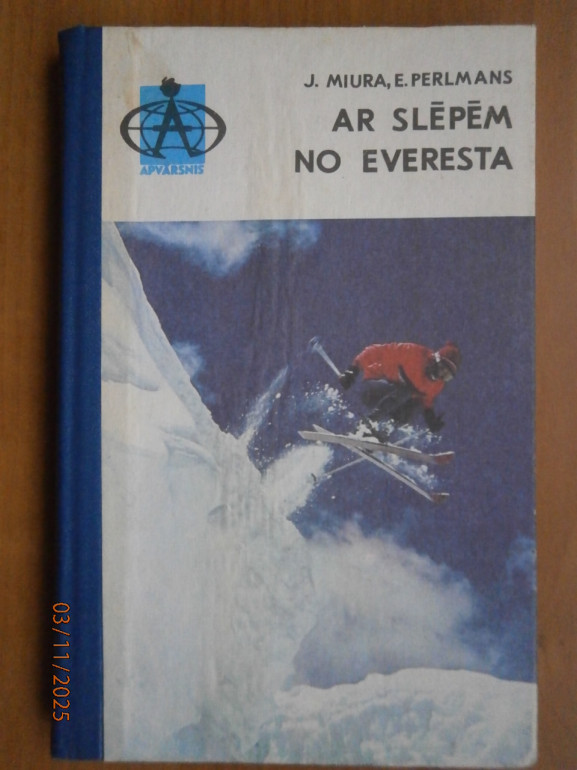 J. MIURA, E. PERLMANS
AR SLĒPĒM
NO EVERESTA
APVĀRSNIS
03/11/2025